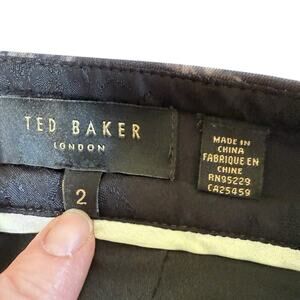 TED BAKER
LONDON
2
MADE IN
CHINA
FABRIQUE EN
CHINE
RN95229
CA25459